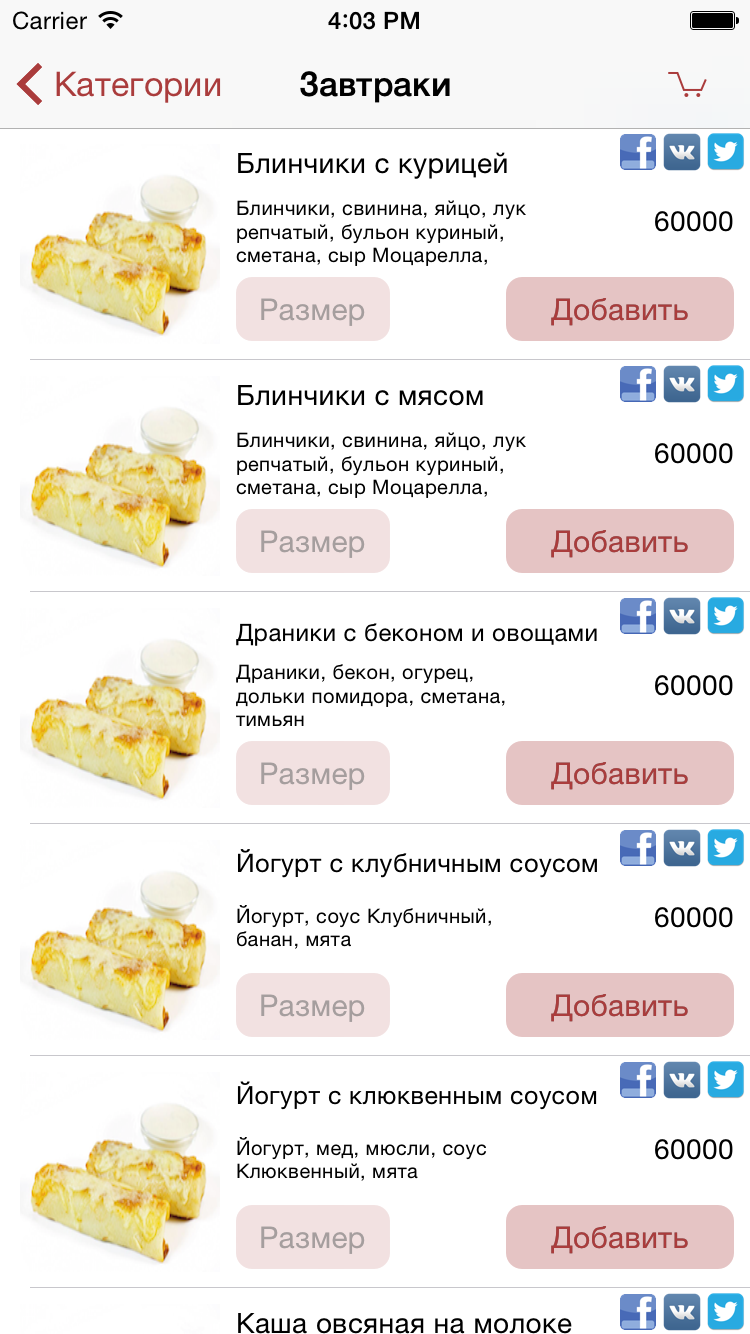 Carrier 4:03 PM
Категории Завтраки
Блинчики с курицей
Блинчики, свинина, яйцо, лук
репчатый, бульон куриный,
сметана, сыр Моцарелла,
60000
Размер Добавить
Блинчики с мясом
Блинчики, свинина, яйцо, лук
репчатый, бульон куриный,
сметана, сыр Моцарелла,
60000
Размер Добавить
Драники с беконом и овощами
Драники, бекон, огурец,
дольки помидора, сметана,
тимьян
60000
Размер Добавить
Йогурт с клубничным соусом
Йогурт, соус Клубничный,
банан, мята
60000
Размер Добавить
Йогурт с клюквенным соусом
Йогурт, мед, мюсли, соус
Клюквенный, мята
60000
Размер Добавить
Каша овсяная на молоке